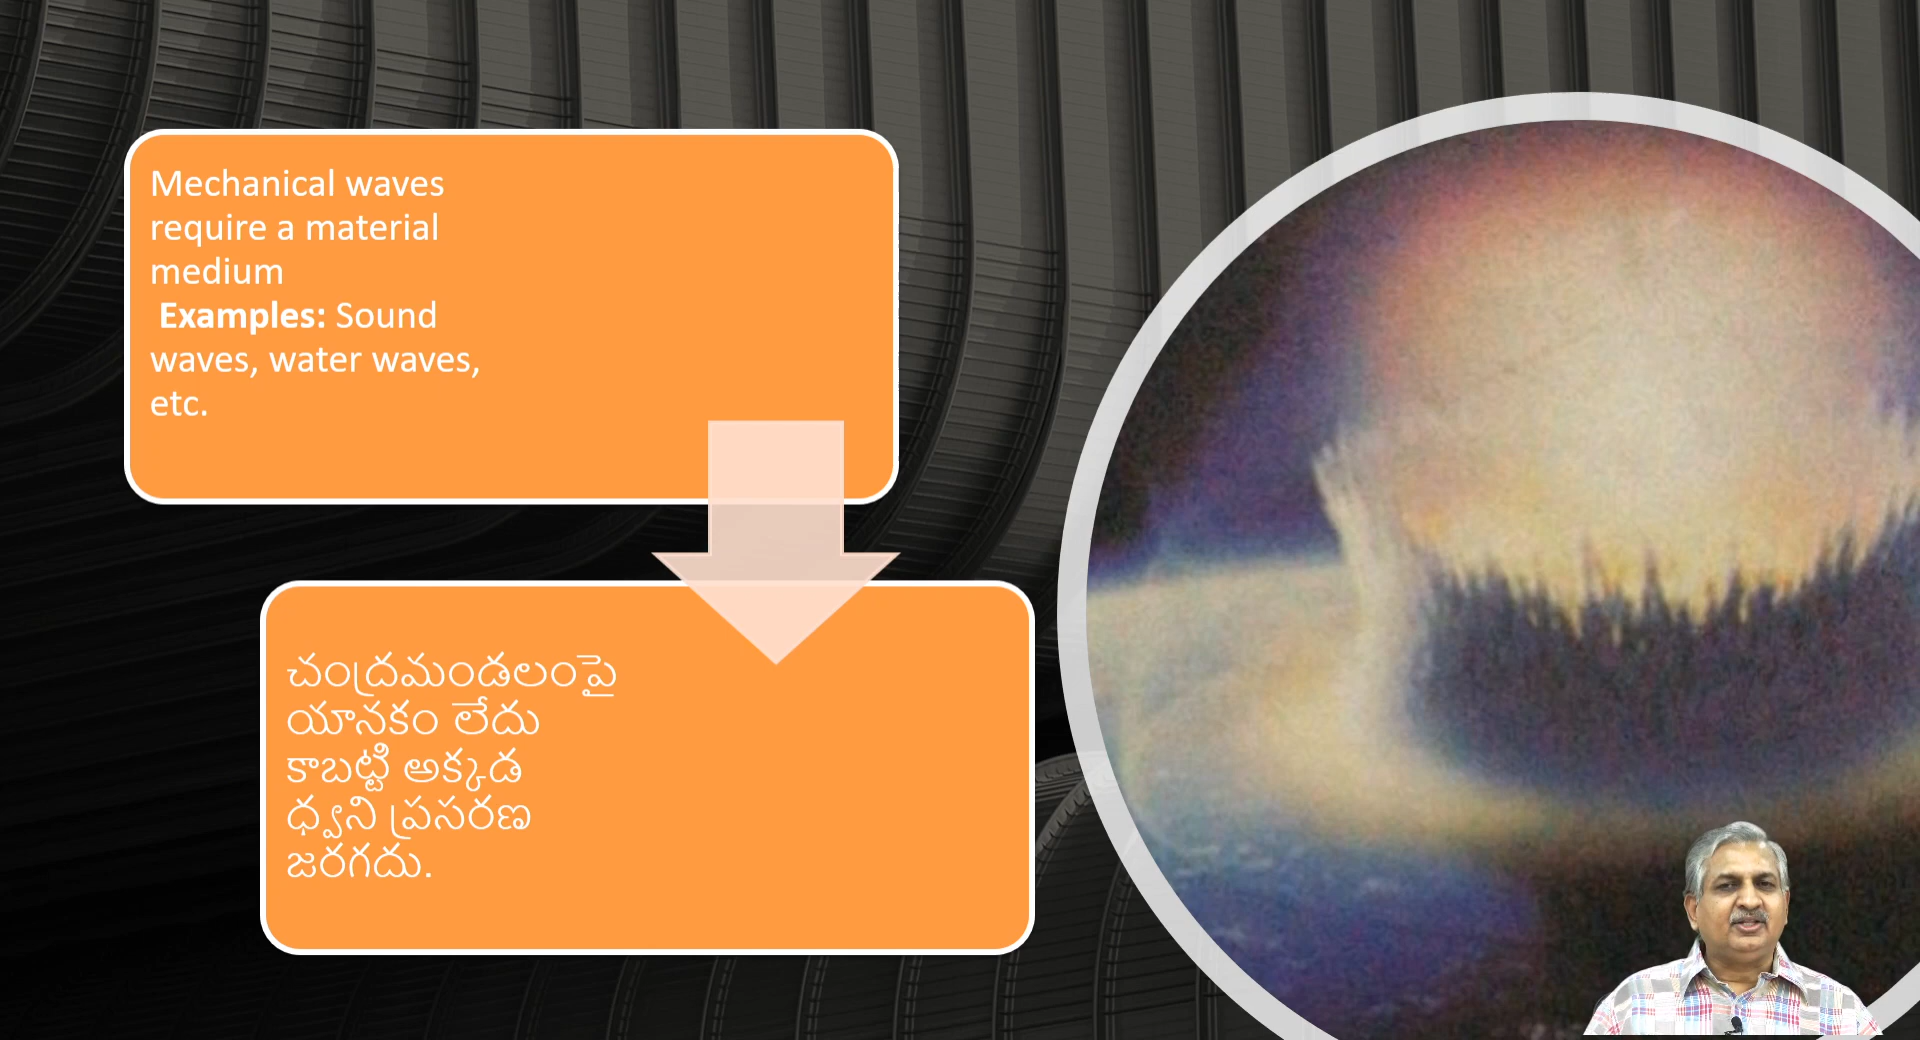 Mechanical waves
require a material
medium
Examples: Sound
waves, water waves,
etc.
చంద్రమండలంపై
యానకం లేదు
కాబట్టి అక్కడ
ధ్వని ప్రసరణ
జరగదు.